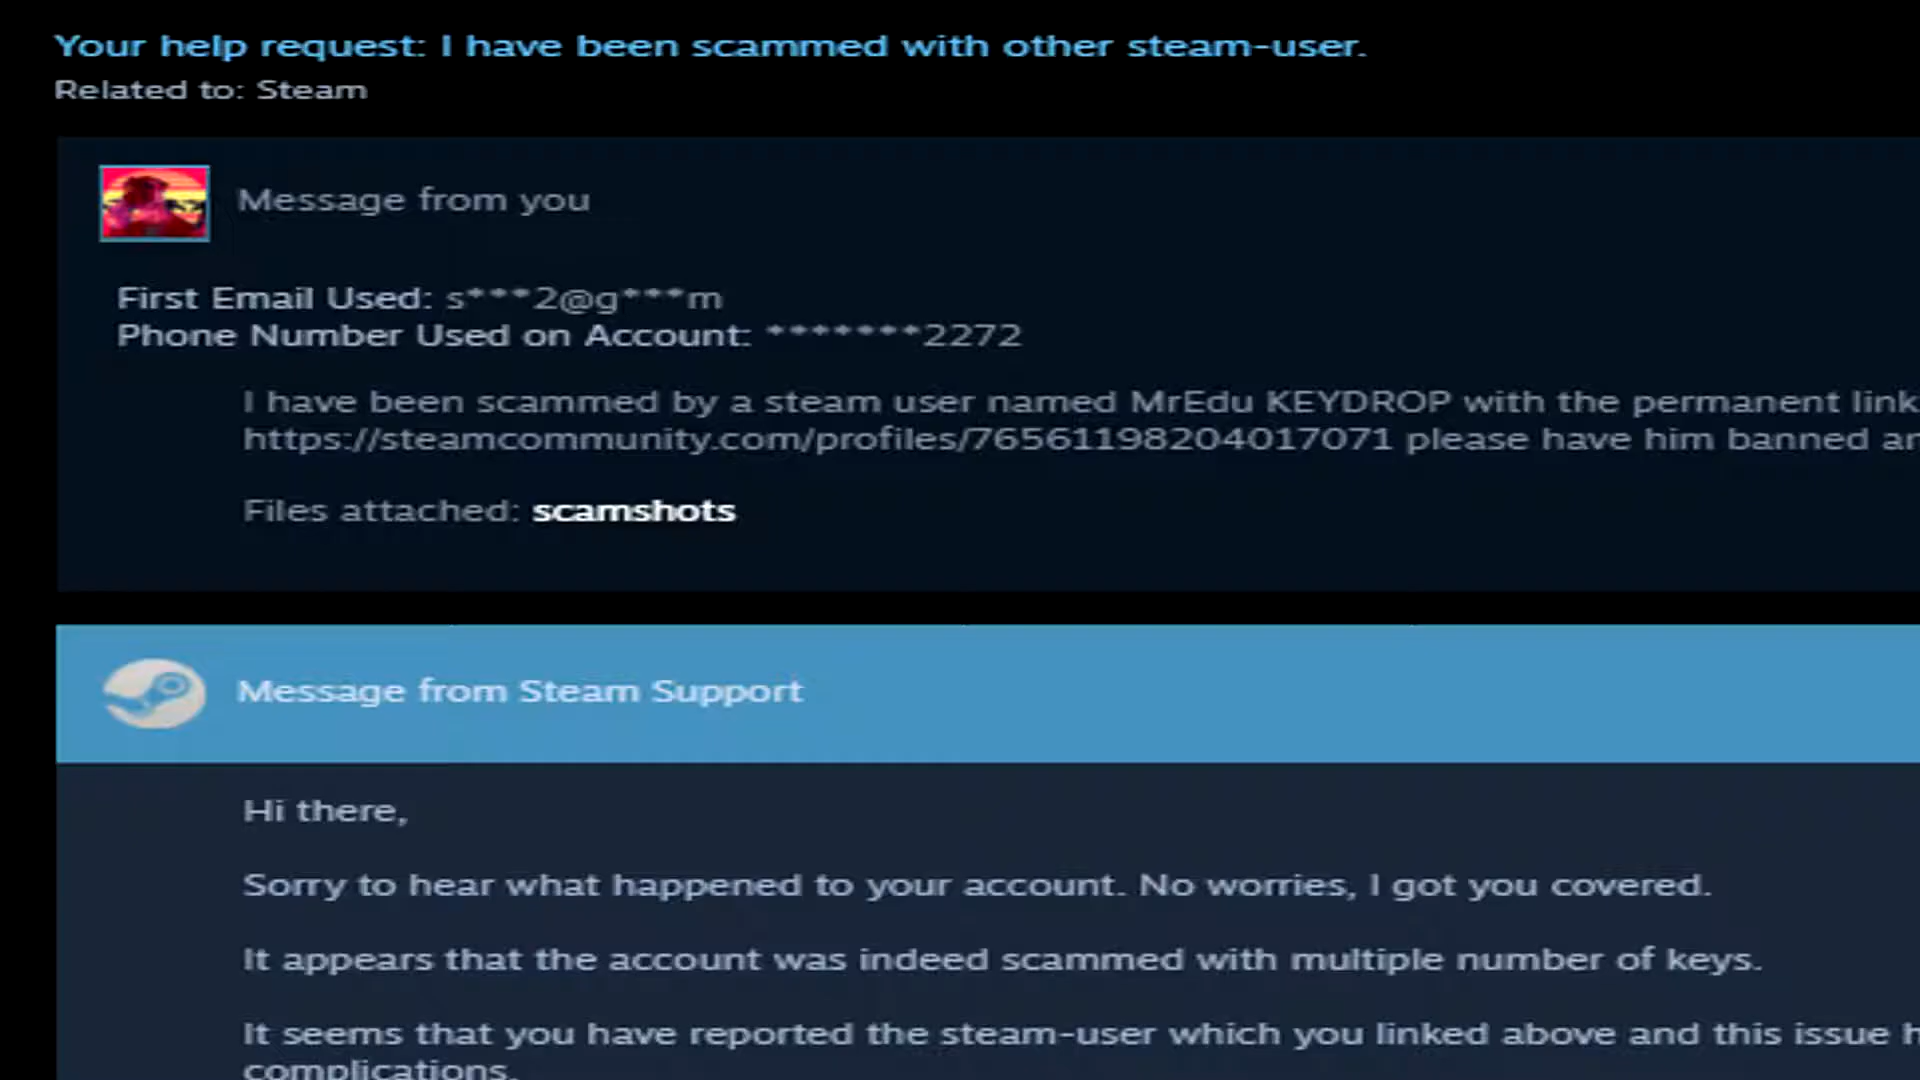 Your help request: I have been scammed with other steam-user.
Related to: Steam
Message from you
First Email Used: s***2@g***m
Phone Number Used on Account: *******2272
I have been scammed by a steam user named MrEdu KEYDROP with the permanent link
https://steamcommunity.com/profiles/76561198204017071 please have him banned
Files attached: scamshots
Message from Steam Support
Hi there,
Sorry to hear what happened to your account. No worries, I got you covered.
It appears that the account was indeed scammed with multiple number of keys.
It seems that you have reported the steam-user which you linked above and this issue
complications.